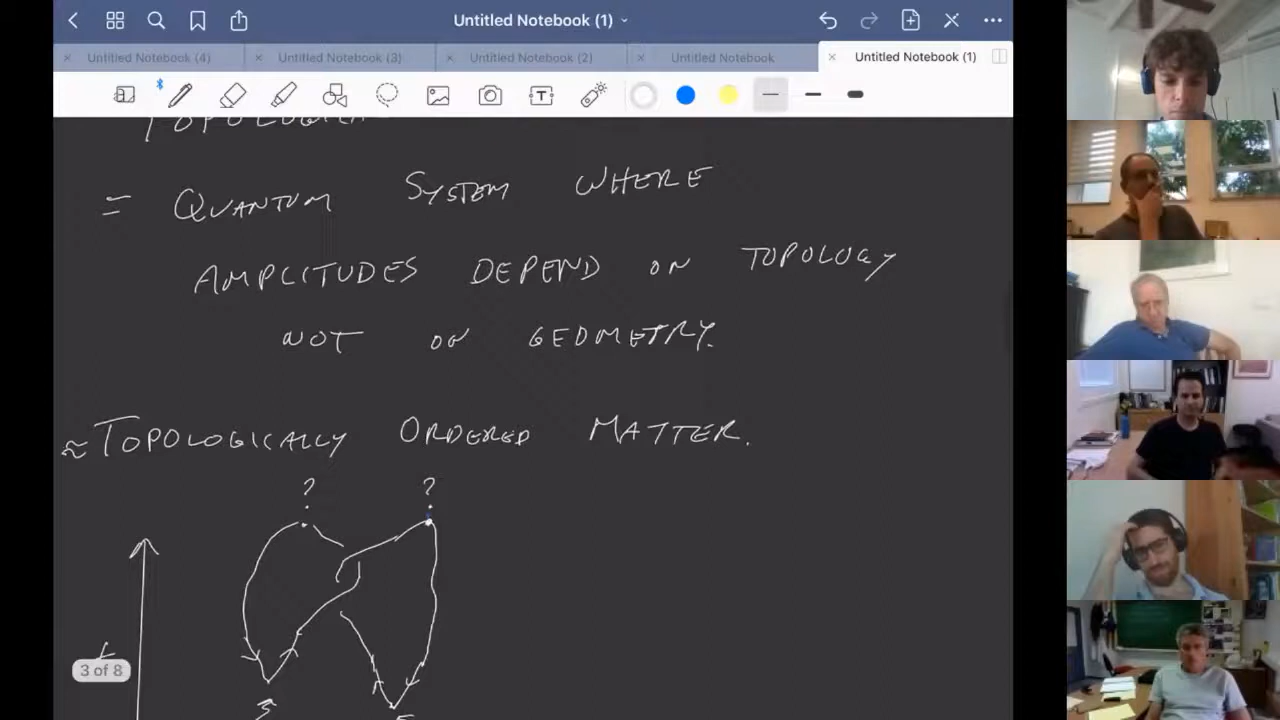 Untitled Notebook (1)
Untitled Notebook (4)
Untitled Notebook (3)
Untitled Notebook (2)
Untitled Notebook
Untitled Notebook (1)
= QUANTUM SYSTEM WHERE
AMPLITUDES DEPEND ON TOPOLOGY
NOT ON GEOMETRY.
≈ TOPOLOGICALLY ORDERED MATTER.
? ?
3 of 8